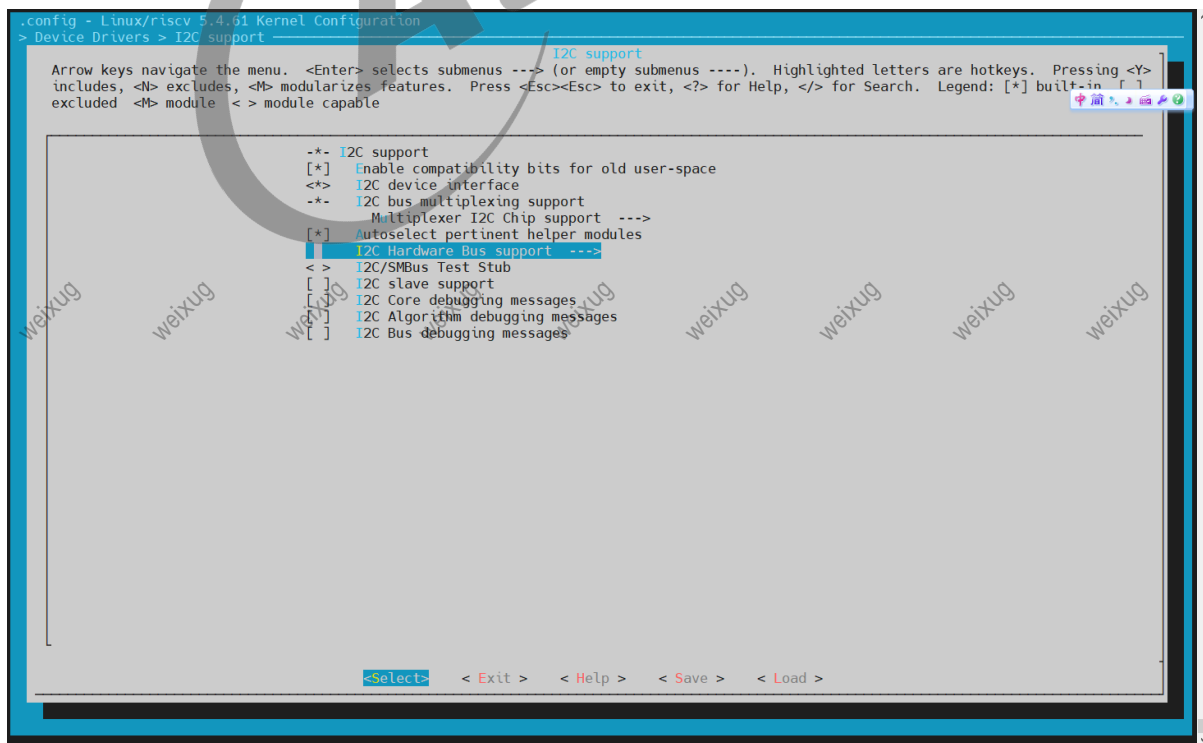 .config - Linux/riscv 5.4.61 Kernel Configuration
> Device Drivers > I2C support
I2C support
Arrow keys navigate the menu.  <Enter> selects submenus ---> (or empty submenus ----).  Highlighted letters are hotkeys.  Pressing <Y>
includes, <N> excludes, <M> modularizes features.  Press <Esc><Esc> to exit, <?> for Help, </> for Search.  Legend: [*] built-in  [ ]
excluded  <M> module  < > module capable
中 简
-*- I2C support
[*]   Enable compatibility bits for old user-space
<*>   I2C device interface
-*-   I2C bus multiplexing support
Multiplexer I2C Chip support  --->
[*]   Autoselect pertinent helper modules
I2C Hardware Bus support  --->
< >   I2C/SMBus Test Stub
[ ]   I2C slave support
[ ]   I2C Core debugging messages
[ ]   I2C Algorithm debugging messages
[ ]   I2C Bus debugging messages
weixug weixug weixug weixug weixug weixug weixug weixug weixug
<Select>    < Exit >    < Help >    < Save >    < Load >